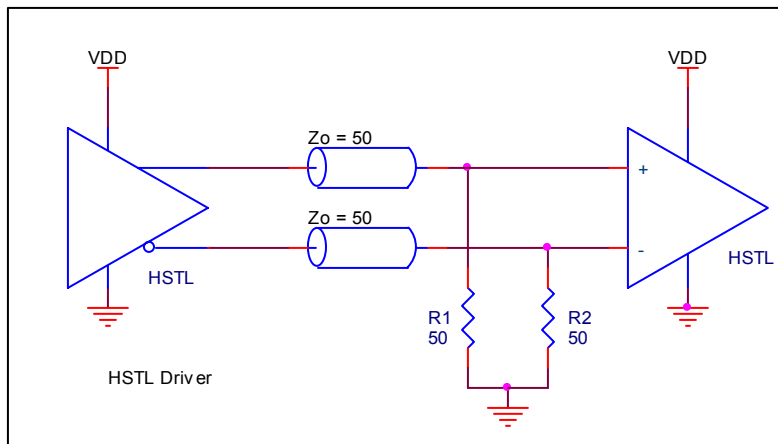 VDD
VDD
Zo = 50
+
Zo = 50
-
HSTL
HSTL
R1
50
R2
50
HSTL Driver